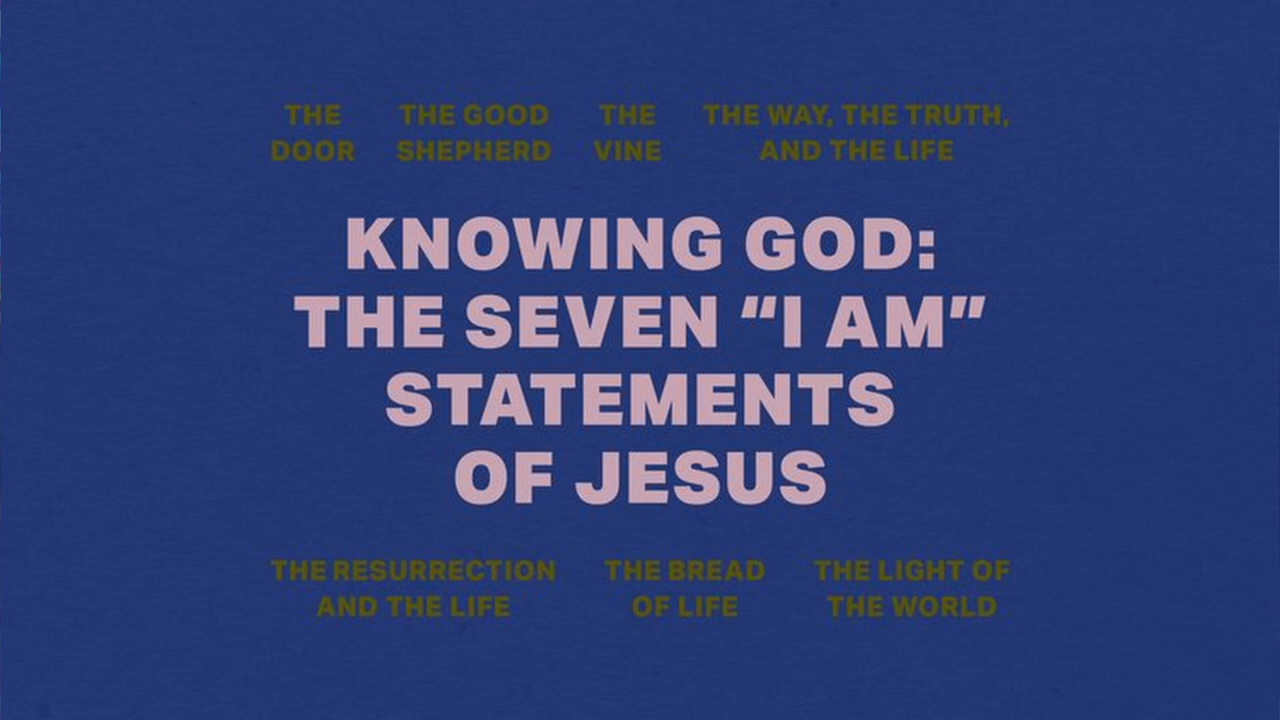 THE DOOR
THE GOOD SHEPHERD
THE VINE
THE WAY, THE TRUTH, AND THE LIFE
KNOWING GOD:
THE SEVEN “I AM”
STATEMENTS
OF JESUS
THE RESURRECTION AND THE LIFE
THE BREAD OF LIFE
THE LIGHT OF THE WORLD